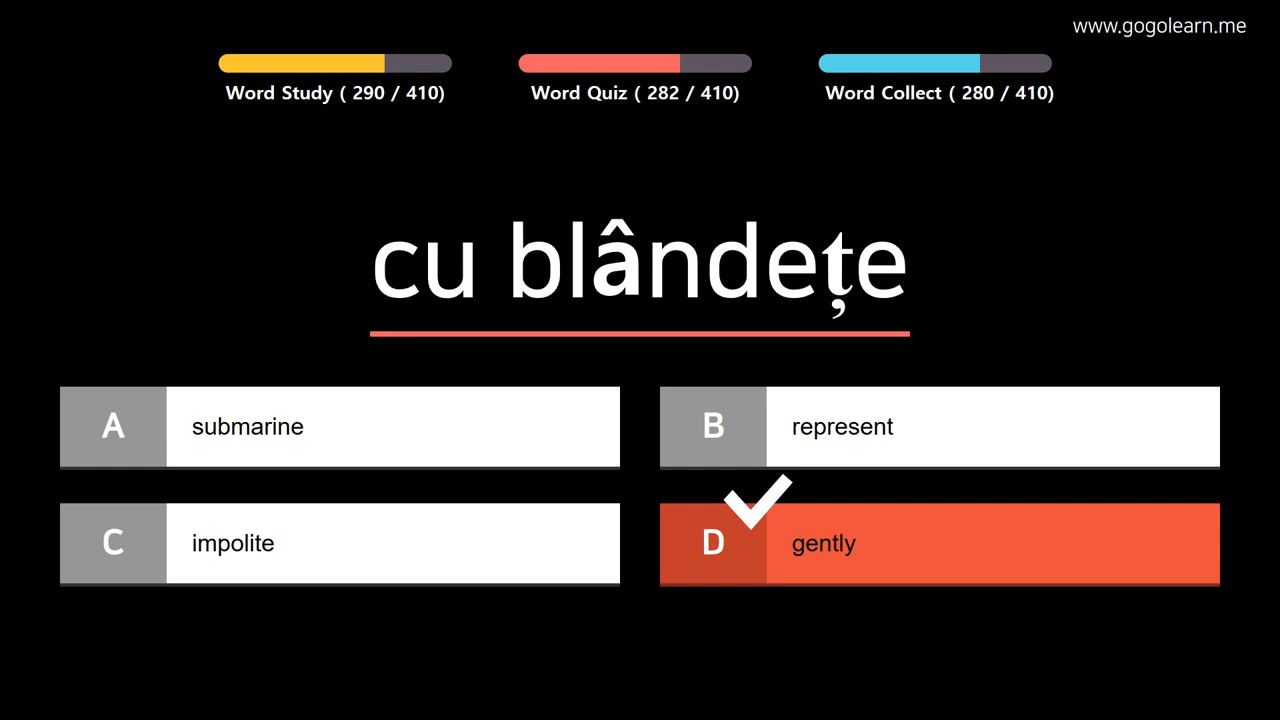 www.gogolearn.me
Word Study ( 290 / 410)
Word Quiz ( 282 / 410)
Word Collect ( 280 / 410)
cu blândețe
A submarine
B represent
C impolite
D gently